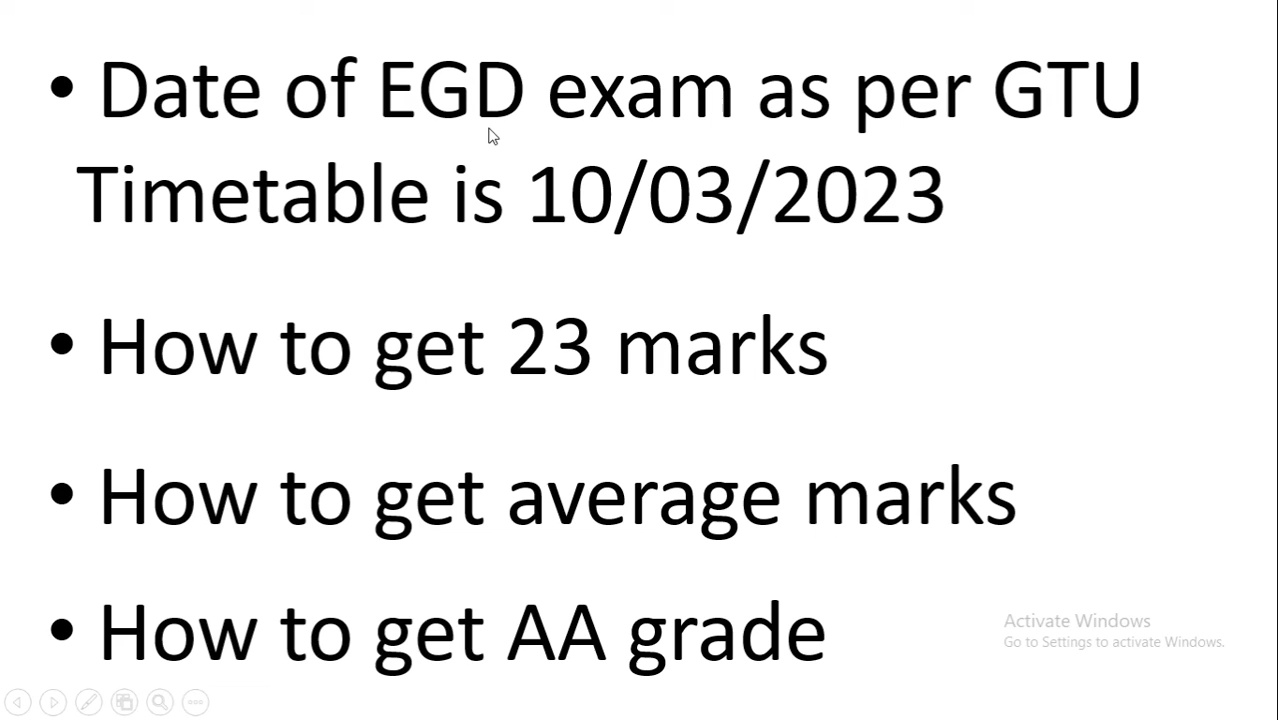 • Date of EGD exam as per GTU
Timetable is 10/03/2023
• How to get 23 marks
• How to get average marks
• How to get AA grade
Activate Windows
Go to Settings to activate Windows.